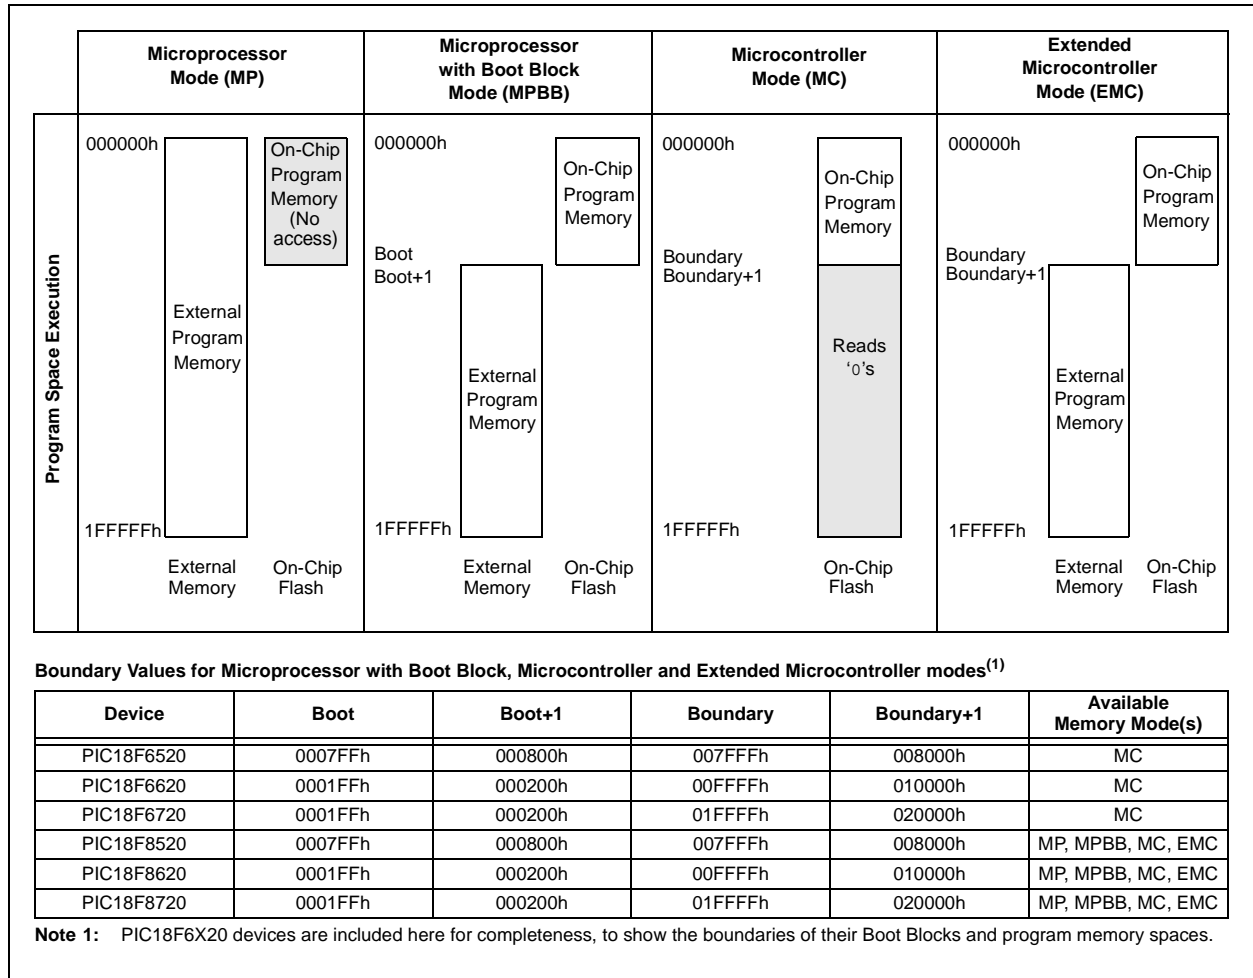 Microprocessor
Mode (MP)
Microprocessor
with Boot Block
Mode (MPBB)
Microcontroller
Mode (MC)
Extended
Microcontroller
Mode (EMC)
Program Space Execution
000000h
On-Chip
Program
Memory
(No
access)
External
Program
Memory
1FFFFFh
External
Memory
On-Chip
Flash
000000h
On-Chip
Program
Memory
Boot
Boot+1
External
Program
Memory
1FFFFFh
External
Memory
On-Chip
Flash
000000h
On-Chip
Program
Memory
Boundary
Boundary+1
Reads
‘0’s
1FFFFFh
On-Chip
Flash
000000h
On-Chip
Program
Memory
Boundary
Boundary+1
External
Program
Memory
1FFFFFh
External
Memory
On-Chip
Flash
Boundary Values for Microprocessor with Boot Block, Microcontroller and Extended Microcontroller modes(1)
Device Boot Boot+1 Boundary Boundary+1 Available Memory Mode(s)
PIC18F6520 0007FFh 000800h 007FFFh 008000h MC
PIC18F6620 0001FFh 000200h 00FFFFh 010000h MC
PIC18F6720 0001FFh 000200h 01FFFFh 020000h MC
PIC18F8520 0007FFh 000800h 007FFFh 008000h MP, MPBB, MC, EMC
PIC18F8620 0001FFh 000200h 00FFFFh 010000h MP, MPBB, MC, EMC
PIC18F8720 0001FFh 000200h 01FFFFh 020000h MP, MPBB, MC, EMC
Note 1: PIC18F6X20 devices are included here for completeness, to show the boundaries of their Boot Blocks and program memory spaces.